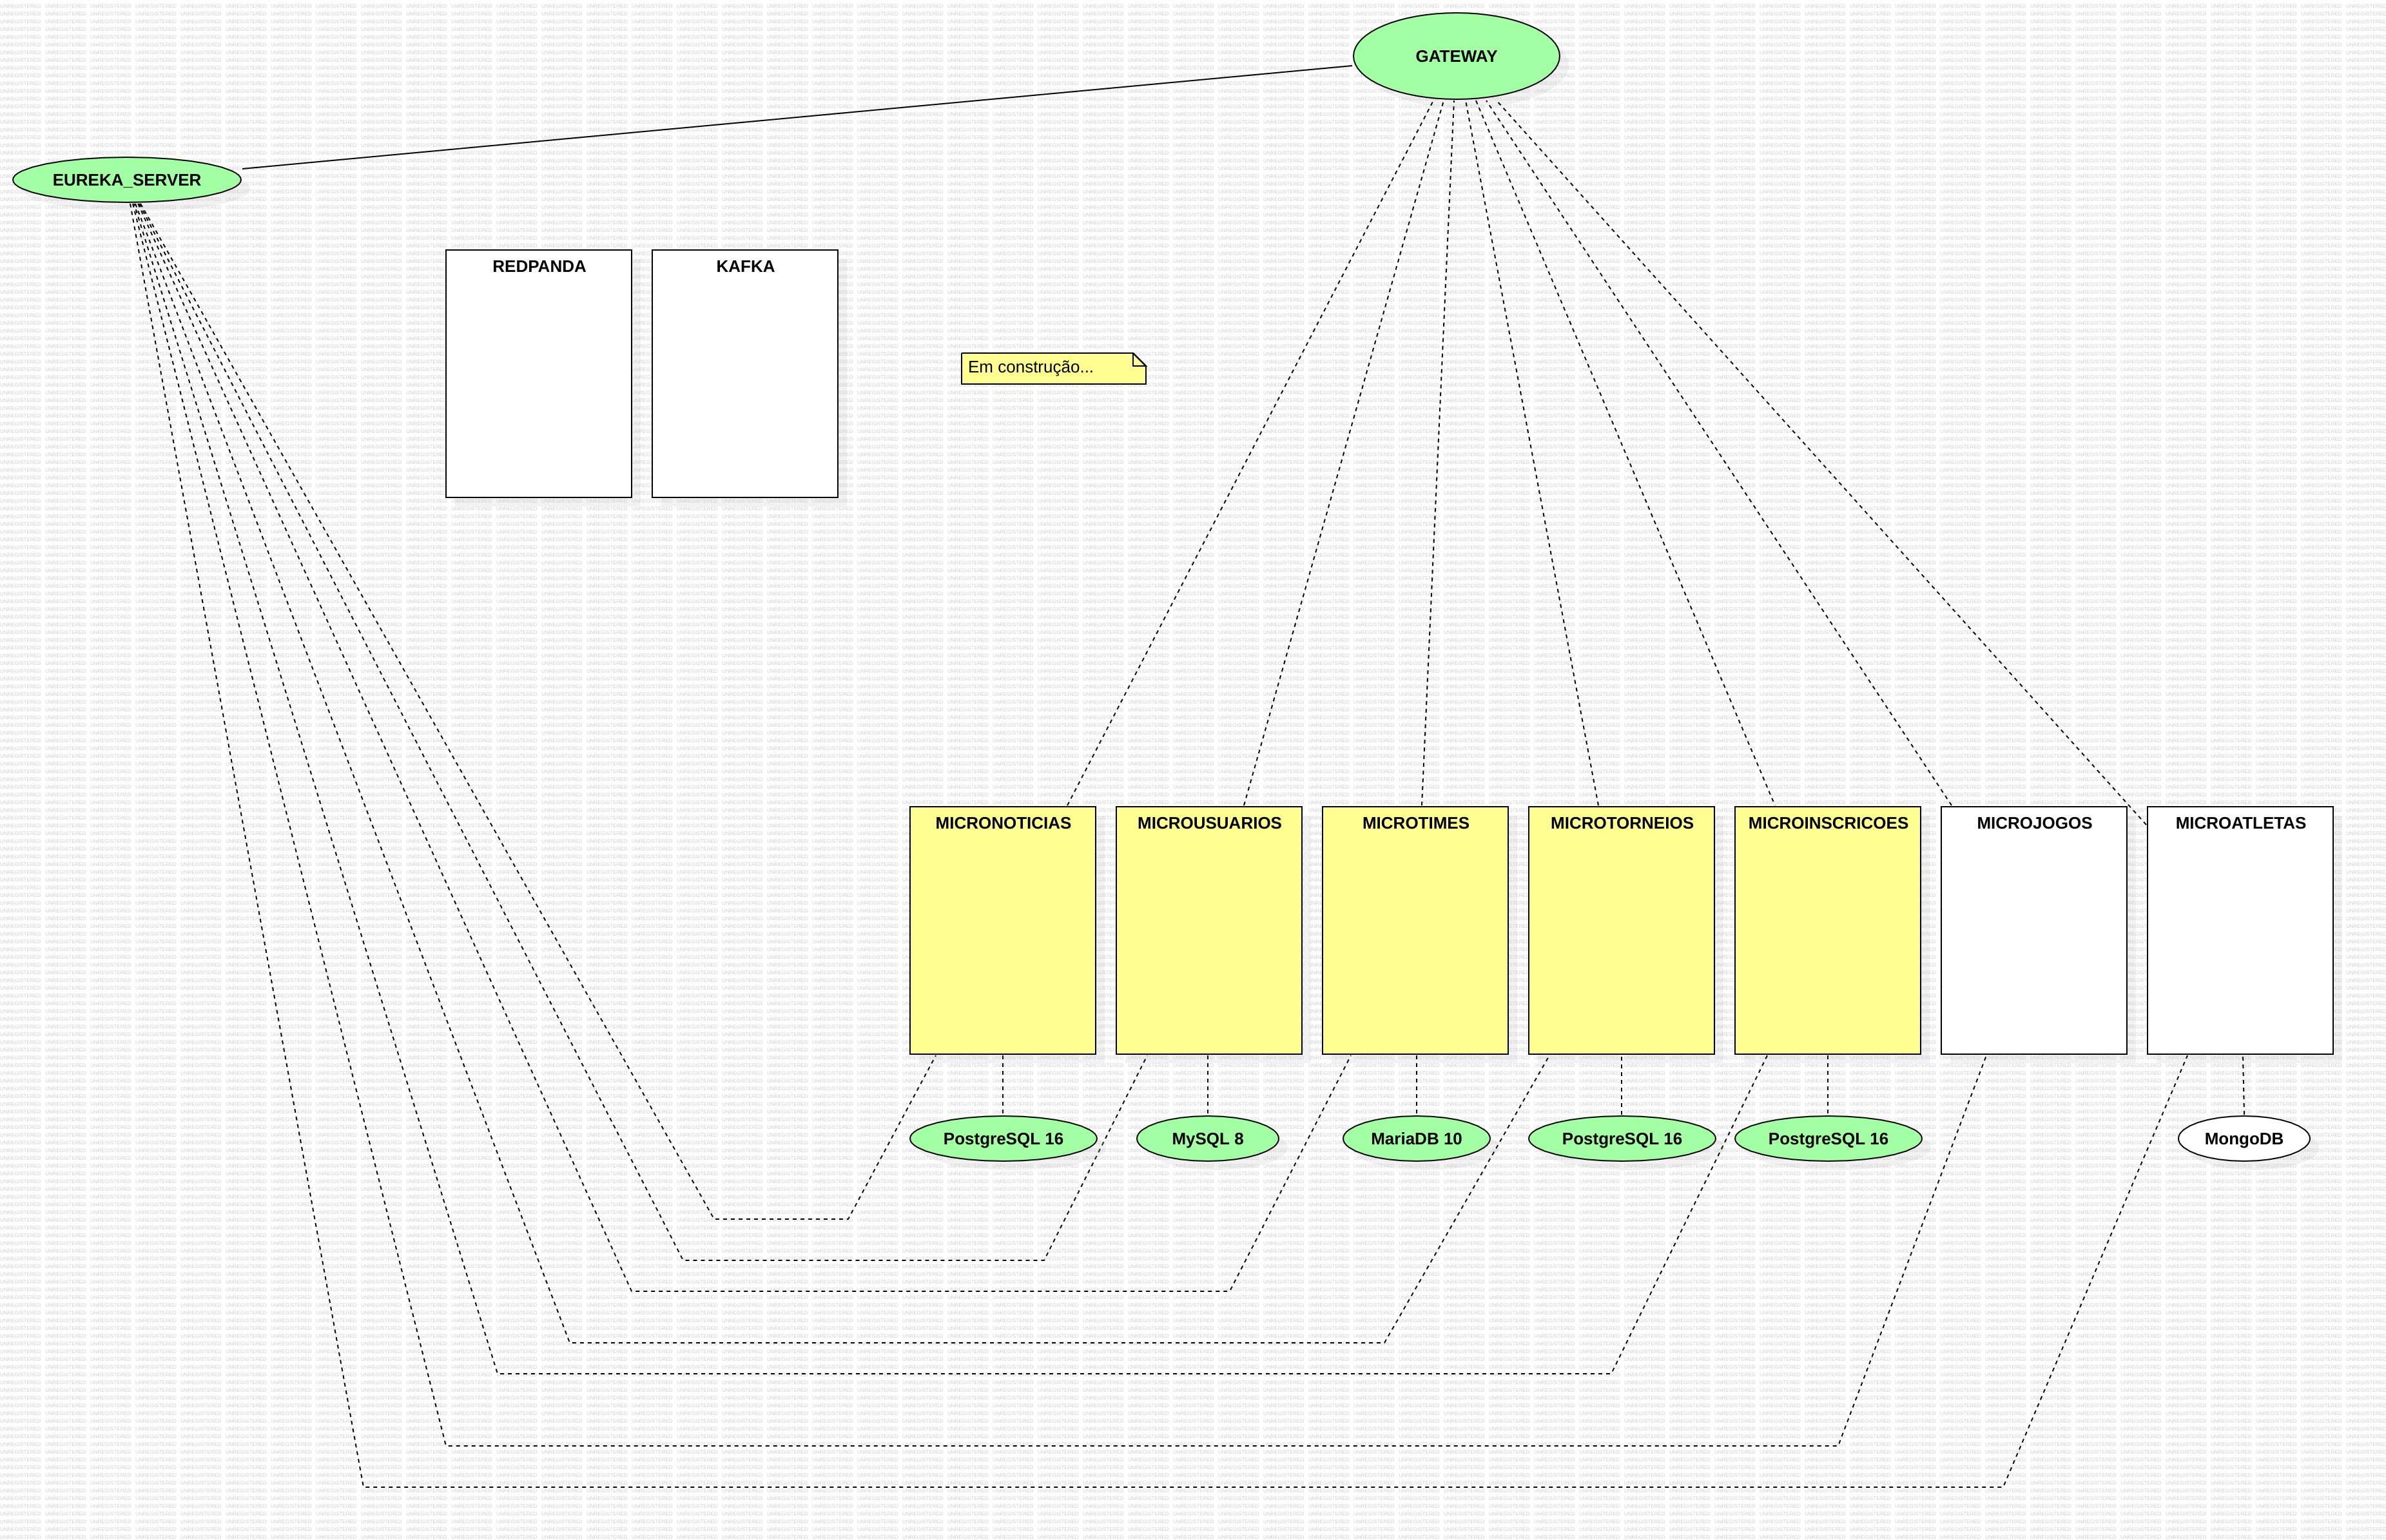 GATEWAY
EUREKA_SERVER
REDPANDA
KAFKA
Em construção...
MICRONOTICIAS
MICROUSUARIOS
MICROTIMES
MICROTORNEIOS
MICROINSCRICOES
MICROJOGOS
MICROATLETAS
PostgreSQL 16
MySQL 8
MariaDB 10
PostgreSQL 16
PostgreSQL 16
MongoDB